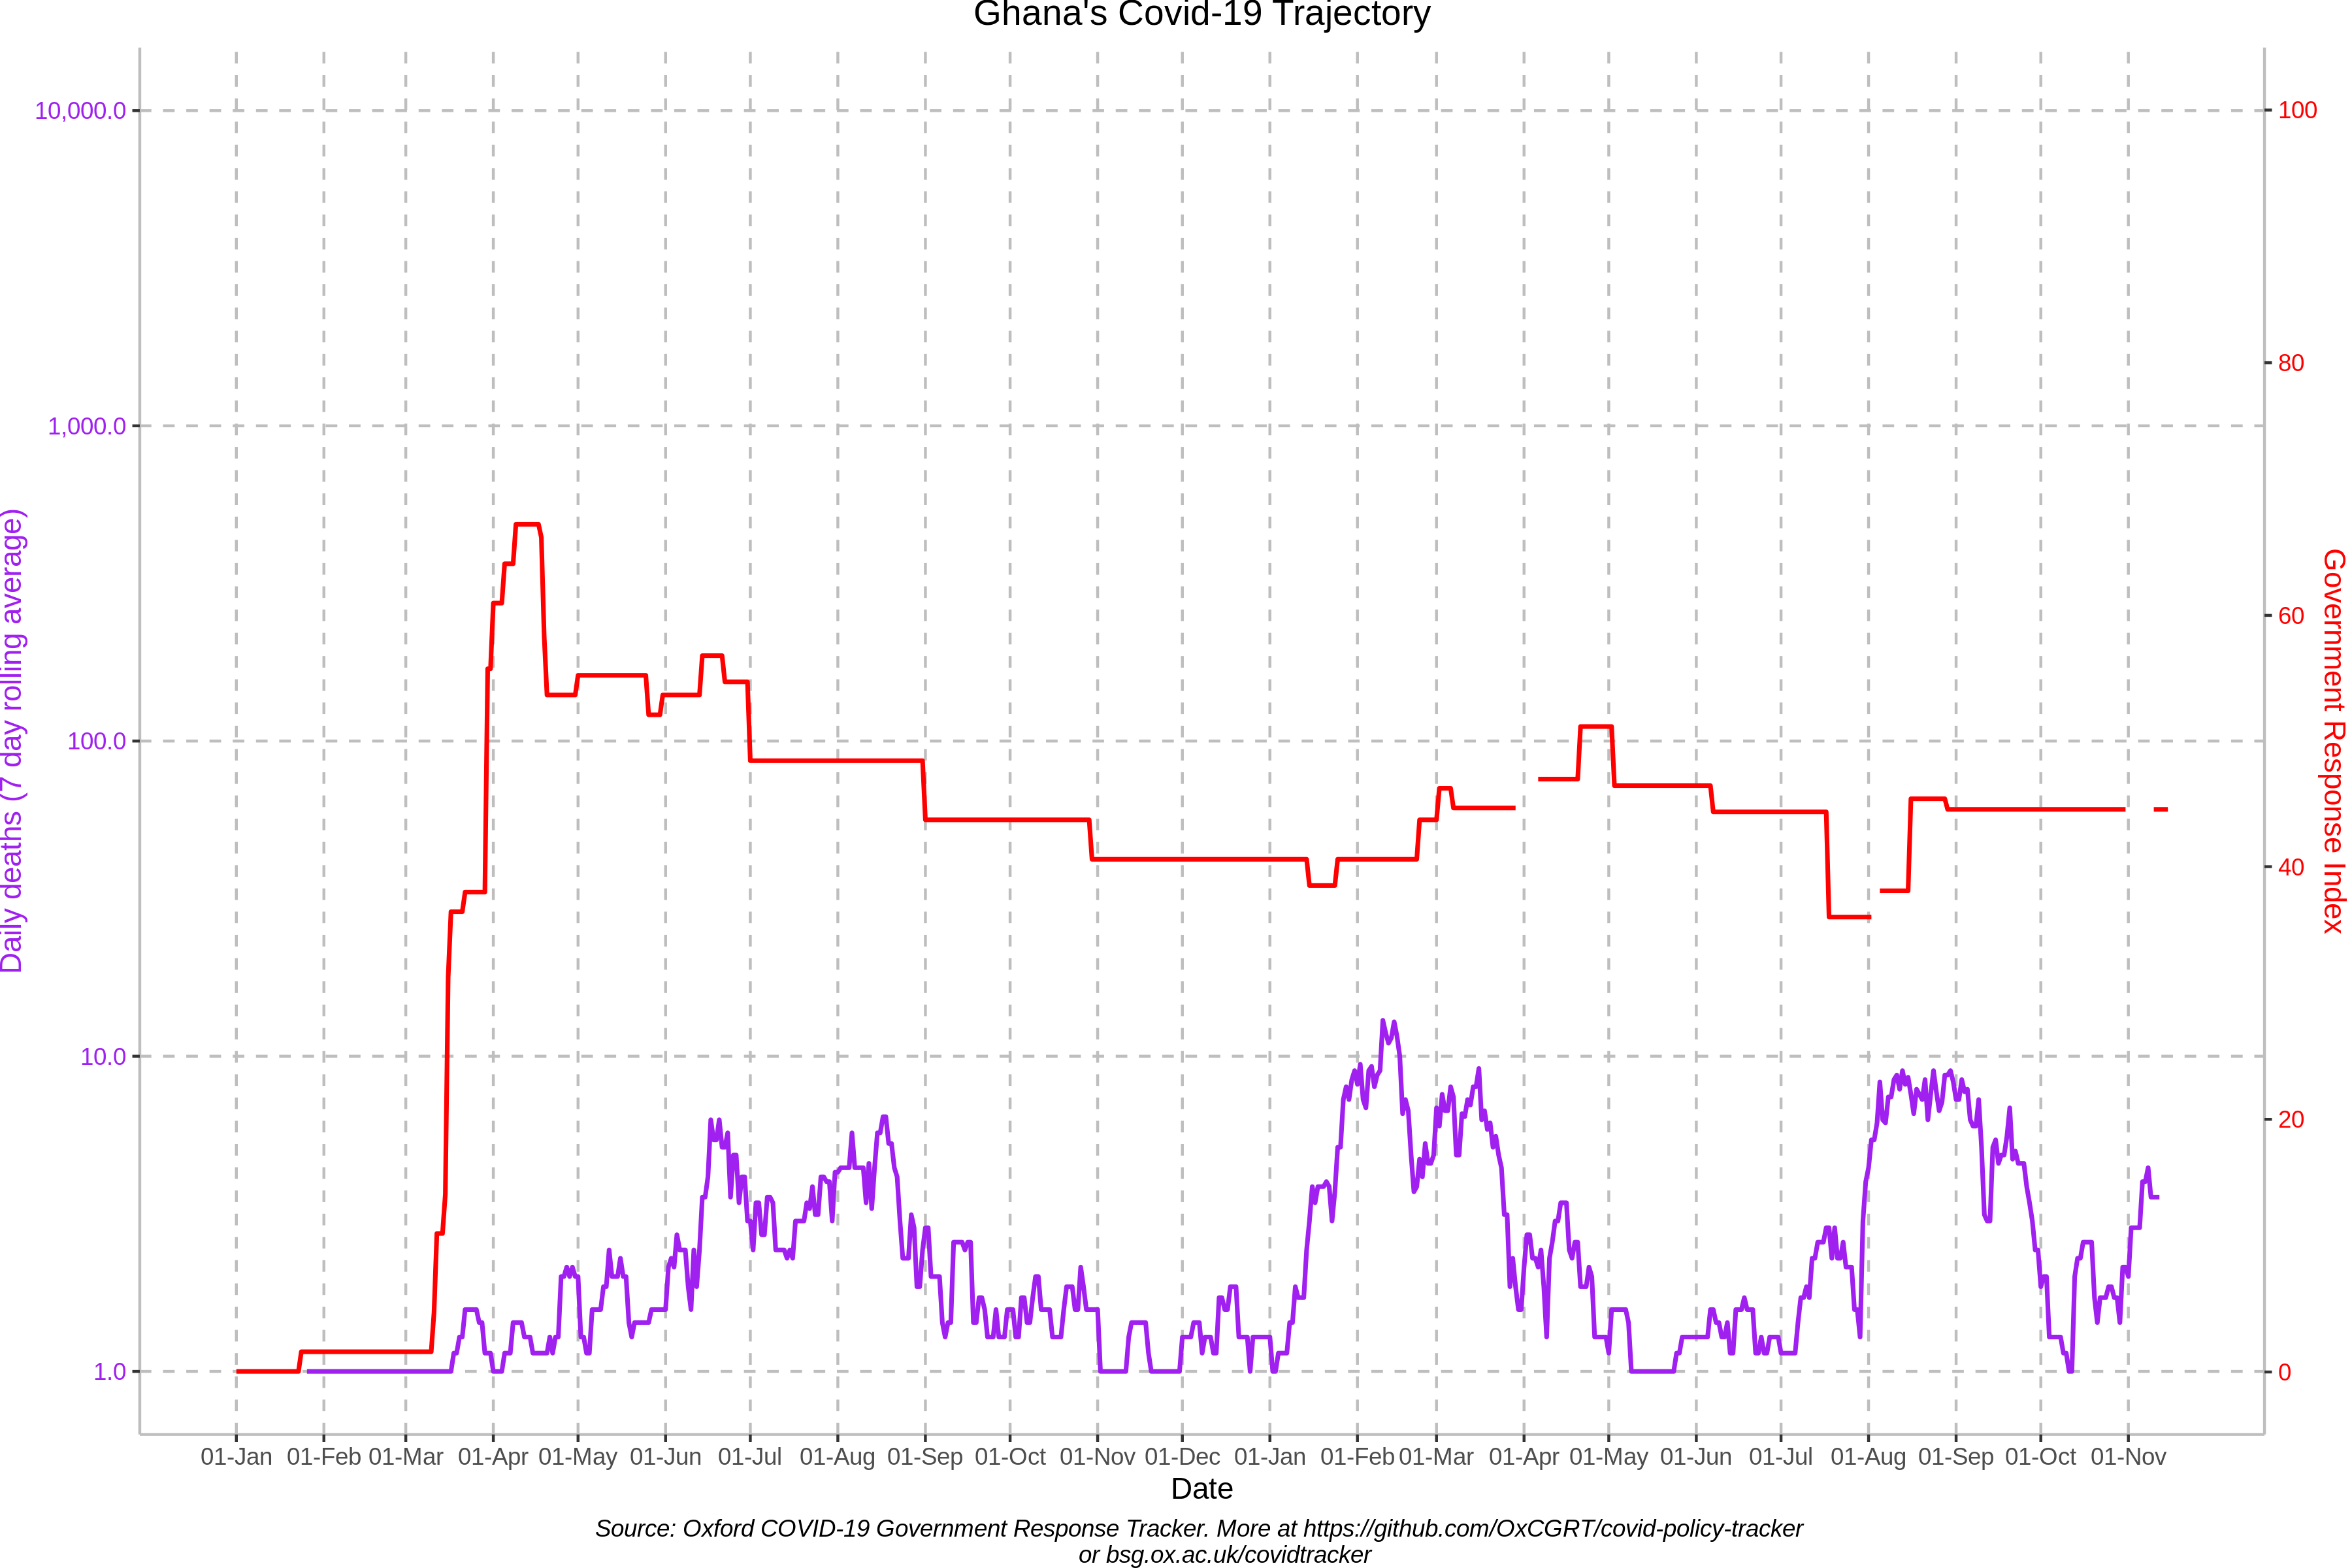 Ghana's Covid-19 Trajectory
10,000.0
1,000.0
100.0
10.0
1.0
Daily deaths (7 day rolling average)
100
80
60
40
20
0
Government Response Index
01-Jan 01-Feb 01-Mar 01-Apr 01-May 01-Jun 01-Jul 01-Aug 01-Sep 01-Oct 01-Nov 01-Dec 01-Jan 01-Feb 01-Mar 01-Apr 01-May 01-Jun 01-Jul 01-Aug 01-Sep 01-Oct 01-Nov
Date
Source: Oxford COVID-19 Government Response Tracker. More at https://github.com/OxCGRT/covid-policy-tracker
or bsg.ox.ac.uk/covidtracker